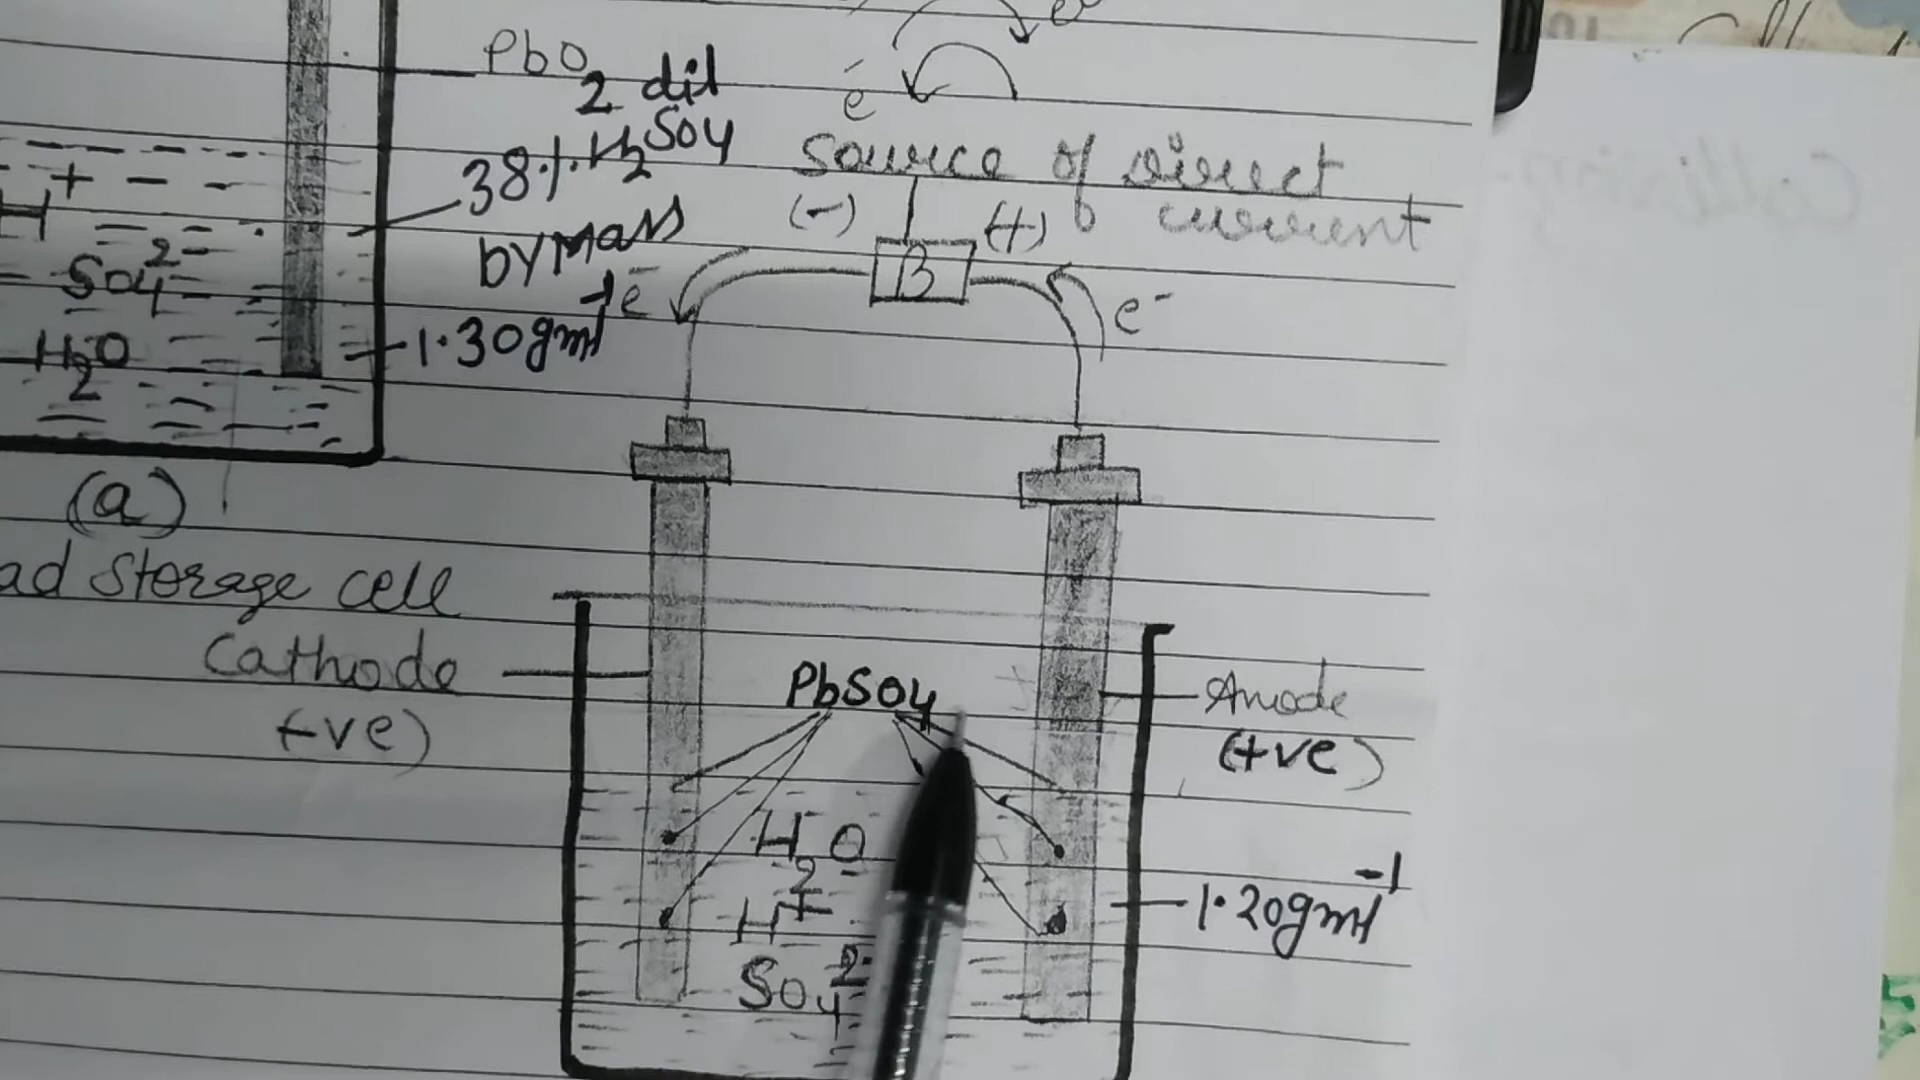 e⁻
PbO2 dil
38.%.H2SO4
by Mass
1.30gml-1
H+
SO4 2-
H2O
(a)
ad Storage cell
e-
Source of Direct
current
(-) (+)
B
e-
e-
Cathode
(-ve)
PbSO4
Anode
(+ve)
H2O
H+
SO4 2-
1.20gml-1